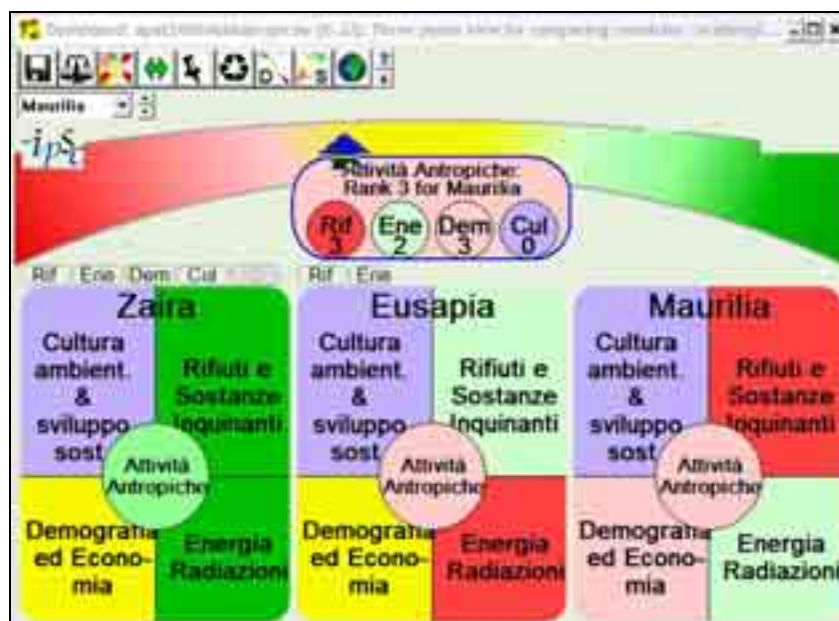 Maurilia
ipsi
Attività Antropiche:
Rank 3 for Maurilia
Rif Ene Dem Cul
3 2 3 0
Rif Ene Dem Cul Rif Ene
Zaira
Cultura
ambient.
&
sviluppo
sost.
Rifiuti e
Sostanze
Inquinanti
Attività
Antropiche
Demografia
ed Econo-
mia
Energia
Radiazioni
Eusapia
Cultura
ambient.
&
sviluppo
sost.
Rifiuti e
Sostanze
Inquinanti
Attività
Antropiche
Demografia
ed Econo-
mia
Energia
Radiazioni
Maurilia
Cultura
ambient.
&
sviluppo
sost.
Rifiuti e
Sostanze
Inquinanti
Attività
Antropiche
Demografia
ed Econo-
mia
Energia
Radiazioni